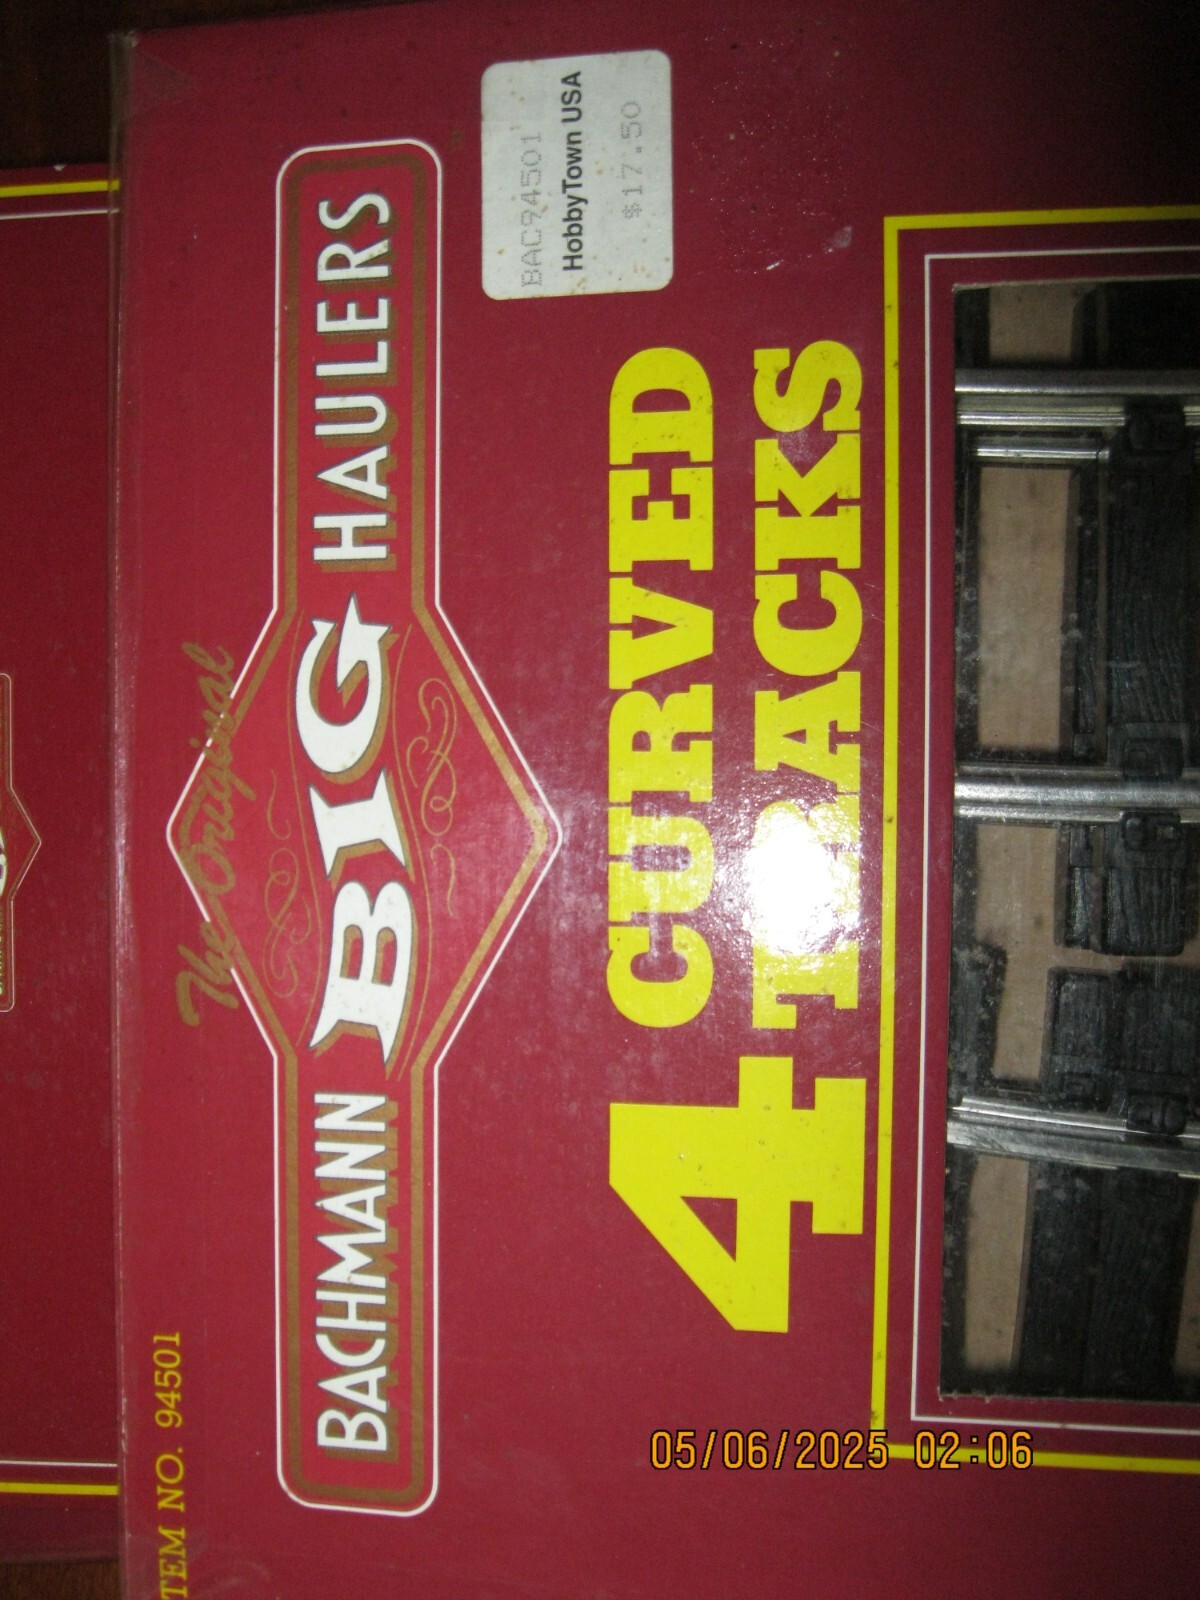 ITEM NO. 94501
The Original
BACHMANN BIG HAULERS
BAC94501
HobbyTown USA
$17.50
4 CURVED
TRACKS
05/06/2025 02:06